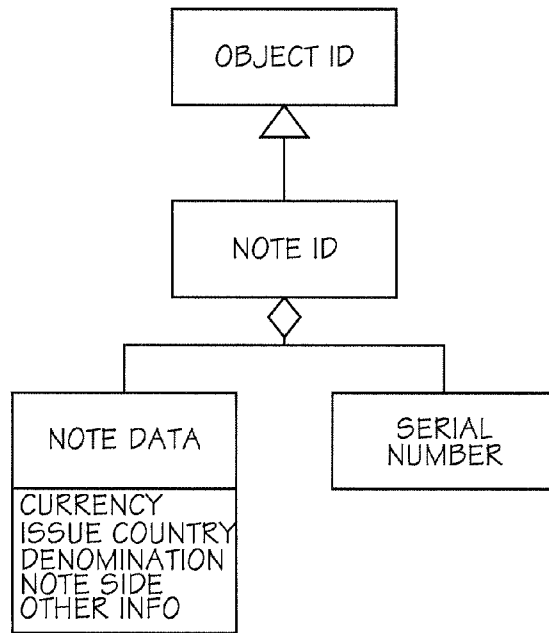 OBJECT ID
NOTE ID
NOTE DATA
CURRENCY
ISSUE COUNTRY
DENOMINATION
NOTE SIDE
OTHER INFO
SERIAL
NUMBER